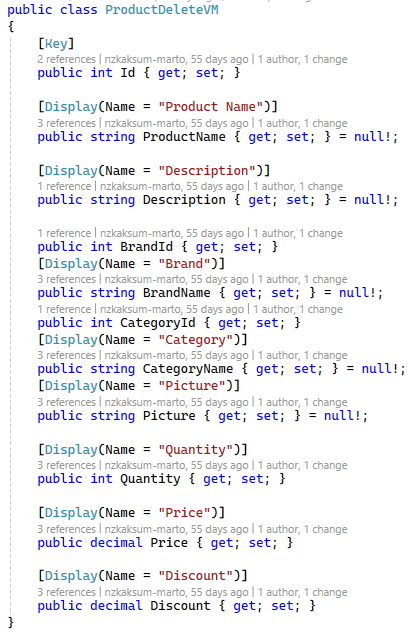 public class ProductDeleteVM
{
[Key]
2 references | nzkaksum-marto, 55 days ago | 1 author, 1 change
public int Id { get; set; }
[Display(Name = "Product Name")]
3 references | nzkaksum-marto, 55 days ago | 1 author, 1 change
public string ProductName { get; set; } = null!;
[Display(Name = "Description")]
1 reference | nzkaksum-marto, 55 days ago | 1 author, 1 change
public string Description { get; set; } = null!;
1 reference | nzkaksum-marto, 55 days ago | 1 author, 1 change
public int BrandId { get; set; }
[Display(Name = "Brand")]
3 references | nzkaksum-marto, 55 days ago | 1 author, 1 change
public string BrandName { get; set; } = null!;
1 reference | nzkaksum-marto, 55 days ago | 1 author, 1 change
public int CategoryId { get; set; }
[Display(Name = "Category")]
3 references | nzkaksum-marto, 55 days ago | 1 author, 1 change
public string CategoryName { get; set; } = null!;
[Display(Name = "Picture")]
3 references | nzkaksum-marto, 55 days ago | 1 author, 1 change
public string Picture { get; set; } = null!;
[Display(Name = "Quantity")]
3 references | nzkaksum-marto, 55 days ago | 1 author, 1 change
public int Quantity { get; set; }
[Display(Name = "Price")]
3 references | nzkaksum-marto, 55 days ago | 1 author, 1 change
public decimal Price { get; set; }
[Display(Name = "Discount")]
3 references | nzkaksum-marto, 55 days ago | 1 author, 1 change
public decimal Discount { get; set; }
}